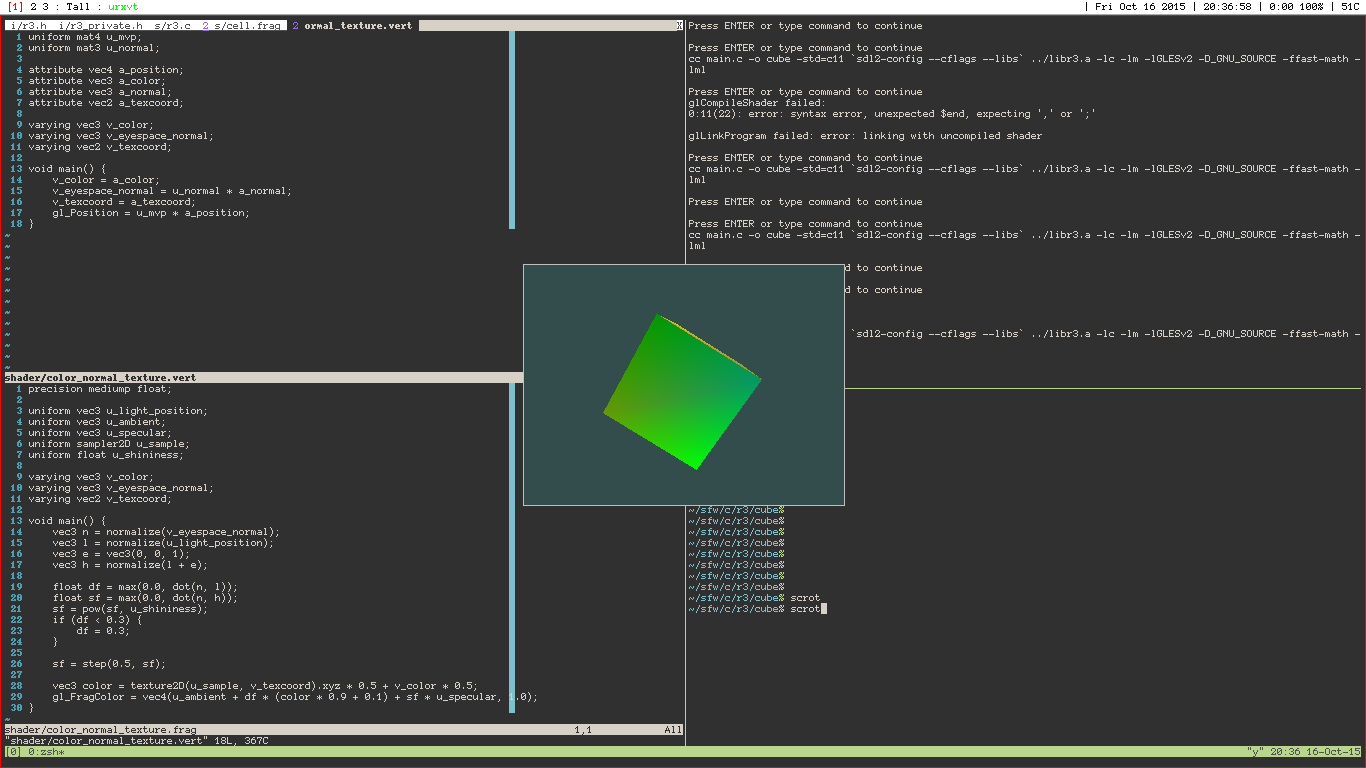 [1] 2 3 : Tall : urxvt
| Fri Oct 16 2015 | 20:36:58 | 0:00 100% | 51C
i/r3.h i/r3_private.h s/r3.c 2 s/cell.frag 2 ormal_texture.vert X
1 uniform mat4 u_mvp;
2 uniform mat3 u_normal;
3
4 attribute vec4 a_position;
5 attribute vec3 a_color;
6 attribute vec3 a_normal;
7 attribute vec2 a_texcoord;
8
9 varying vec3 v_color;
10 varying vec3 v_eyespace_normal;
11 varying vec2 v_texcoord;
12
13 void main() {
14     v_color = a_color;
15     v_eyespace_normal = u_normal * a_normal;
16     v_texcoord = a_texcoord;
17     gl_Position = u_mvp * a_position;
18 }
~
~
~
~
~
~
~
~
~
~
~
~
~
shader/color_normal_texture.vert
1 precision mediump float;
2
3 uniform vec3 u_light_position;
4 uniform vec3 u_ambient;
5 uniform vec3 u_specular;
6 uniform sampler2D u_sample;
7 uniform float u_shininess;
8
9 varying vec3 v_color;
10 varying vec3 v_eyespace_normal;
11 varying vec2 v_texcoord;
12
13 void main() {
14     vec3 n = normalize(v_eyespace_normal);
15     vec3 l = normalize(u_light_position);
16     vec3 e = vec3(0, 0, 1);
17     vec3 h = normalize(l + e);
18
19     float df = max(0.0, dot(n, l));
20     float sf = max(0.0, dot(n, h));
21     sf = pow(sf, u_shininess);
22     if (df < 0.3) {
23         df = 0.3;
24     }
25
26     sf = step(0.5, sf);
27
28     vec3 color = texture2D(u_sample, v_texcoord).xyz * 0.5 + v_color * 0.5;
29     gl_FragColor = vec4(u_ambient + df * (color * 0.9 + 0.1) + sf * u_specular, 1.0);
30 }
~
shader/color_normal_texture.frag 1,1 All
"shader/color_normal_texture.vert" 18L, 367C
Press ENTER or type command to continue
Press ENTER or type command to continue
cc main.c -o cube -std=c11 `sdl2-config --cflags --libs` ../libr3.a -lc -lm -lGLESv2 -D_GNU_SOURCE -ffast-math -
lml
Press ENTER or type command to continue
glCompileShader failed:
0:11(22): error: syntax error, unexpected $end, expecting ',' or ';'
glLinkProgram failed: error: linking with uncompiled shader
Press ENTER or type command to continue
cc main.c -o cube -std=c11 `sdl2-config --cflags --libs` ../libr3.a -lc -lm -lGLESv2 -D_GNU_SOURCE -ffast-math -
lml
Press ENTER or type command to continue
Press ENTER or type command to continue
cc main.c -o cube -std=c11 `sdl2-config --cflags --libs` ../libr3.a -lc -lm -lGLESv2 -D_GNU_SOURCE -ffast-math -
lml
d to continue
d to continue
`sdl2-config --cflags --libs` ../libr3.a -lc -lm -lGLESv2 -D_GNU_SOURCE -ffast-math -
~/sfw/c/r3/cube%
~/sfw/c/r3/cube%
~/sfw/c/r3/cube%
~/sfw/c/r3/cube%
~/sfw/c/r3/cube%
~/sfw/c/r3/cube%
~/sfw/c/r3/cube%
~/sfw/c/r3/cube%
~/sfw/c/r3/cube% scrot
~/sfw/c/r3/cube% scrot
[0] 0:zsh*
"y" 20:36 16-Oct-15